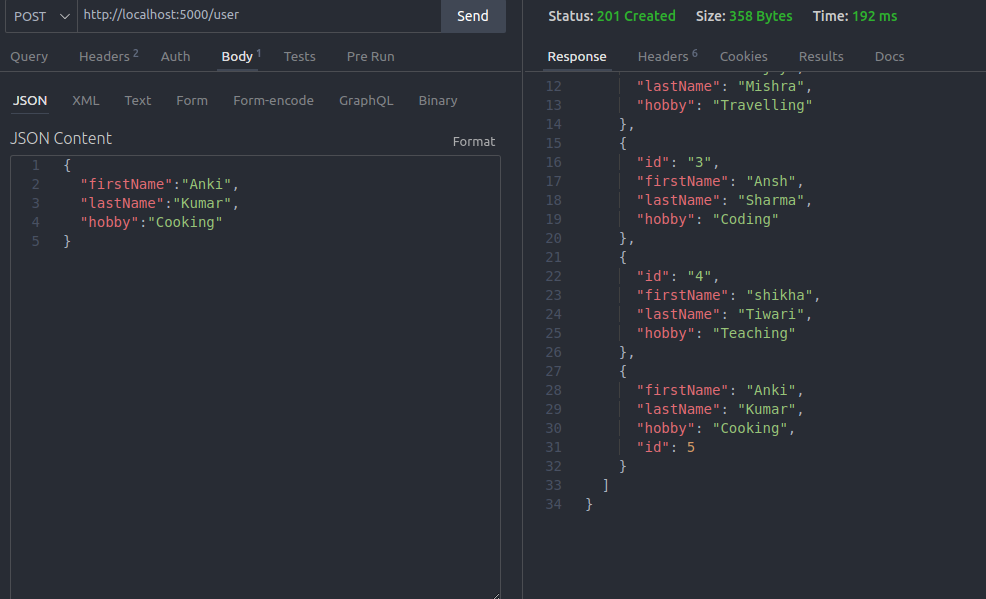 POST http://localhost:5000/user Send
Query Headers 2 Auth Body 1 Tests Pre Run
JSON XML Text Form Form-encode GraphQL Binary
JSON Content Format
1 {
2 "firstName":"Anki",
3 "lastName":"Kumar",
4 "hobby":"Cooking"
5 }
Status: 201 Created Size: 358 Bytes Time: 192 ms
Response Headers 6 Cookies Results Docs
12 "lastName": "Mishra",
13 "hobby": "Travelling"
14 },
15 {
16 "id": "3",
17 "firstName": "Ansh",
18 "lastName": "Sharma",
19 "hobby": "Coding"
20 },
21 {
22 "id": "4",
23 "firstName": "shikha",
24 "lastName": "Tiwari",
25 "hobby": "Teaching"
26 },
27 {
28 "firstName": "Anki",
29 "lastName": "Kumar",
30 "hobby": "Cooking",
31 "id": 5
32 }
33 ]
34 }